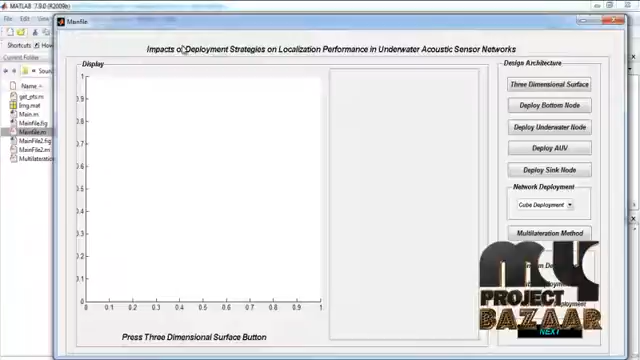 MATLAB 7.9.0 (R2009b)
Mainfile
File
Edit
Shortcuts
How
Current Folder
Sour
Name
get_pts.m
Img.mat
Main.m
MainFile.fig
Mainfile.m
MainFile2.fig
MainFile2.m
Multilateration
Impacts of Deployment Strategies on Localization Performance in Underwater Acoustic Sensor Networks
Display
1
0.9
0.8
0.7
0.6
0.5
0.4
0.3
0.2
0.1
0
0 0.1 0.2 0.3 0.4 0.5 0.6 0.7 0.8 0.9 1
Press Three Dimensional Surface Button
Design Architecture
Three Dimensional Surface
Deploy Bottom Node
Deploy Underwater Node
Deploy AUV
Deploy Sink Node
Network Deployment
Cube Deployment
Multilateration Method
MY
PROJECT
BAZAAR
NEXT